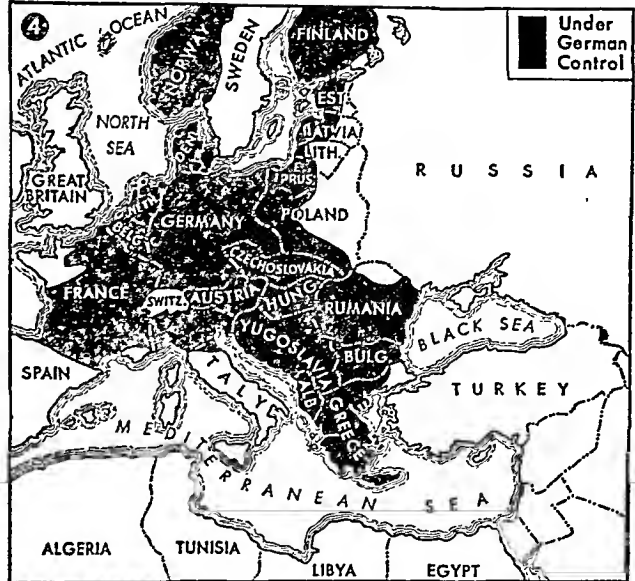 4
Under
German
Control
ATLANTIC OCEAN
NORWAY
SWEDEN
FINLAND
NORTH
SEA
EST.
LATVIA
LITH.
RUSSIA
GREAT
BRITAIN
DEN.
E.
PRUS.
NETH.
BELG.
GERMANY
POLAND
CZECHOSLOVAKIA
FRANCE
SWITZ.
AUSTRIA
HUNG.
RUMANIA
YUGOSLAVIA
BULG.
BLACK SEA
SPAIN
ITALY
ALB.
GREECE
TURKEY
MEDITERRANEAN SEA
ALGERIA
TUNISIA
LIBYA
EGYPT